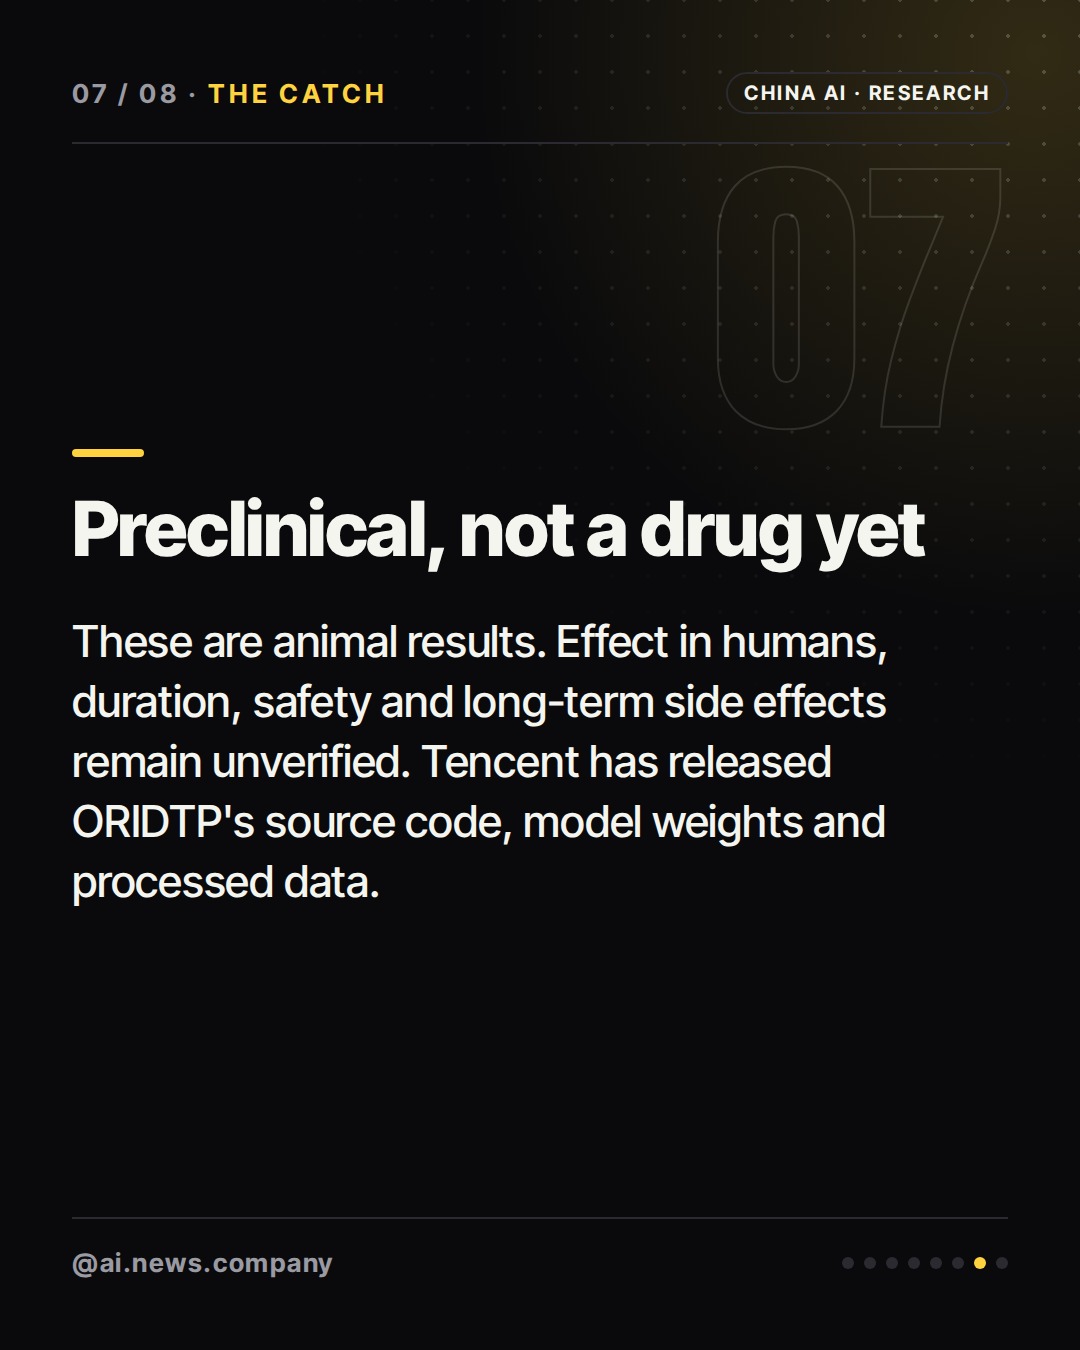 07 / 08 · THE CATCH
CHINA AI · RESEARCH
07
Preclinical, not a drug yet
These are animal results. Effect in humans,
duration, safety and long-term side effects
remain unverified. Tencent has released
ORIDTP's source code, model weights and
processed data.
@ai.news.company